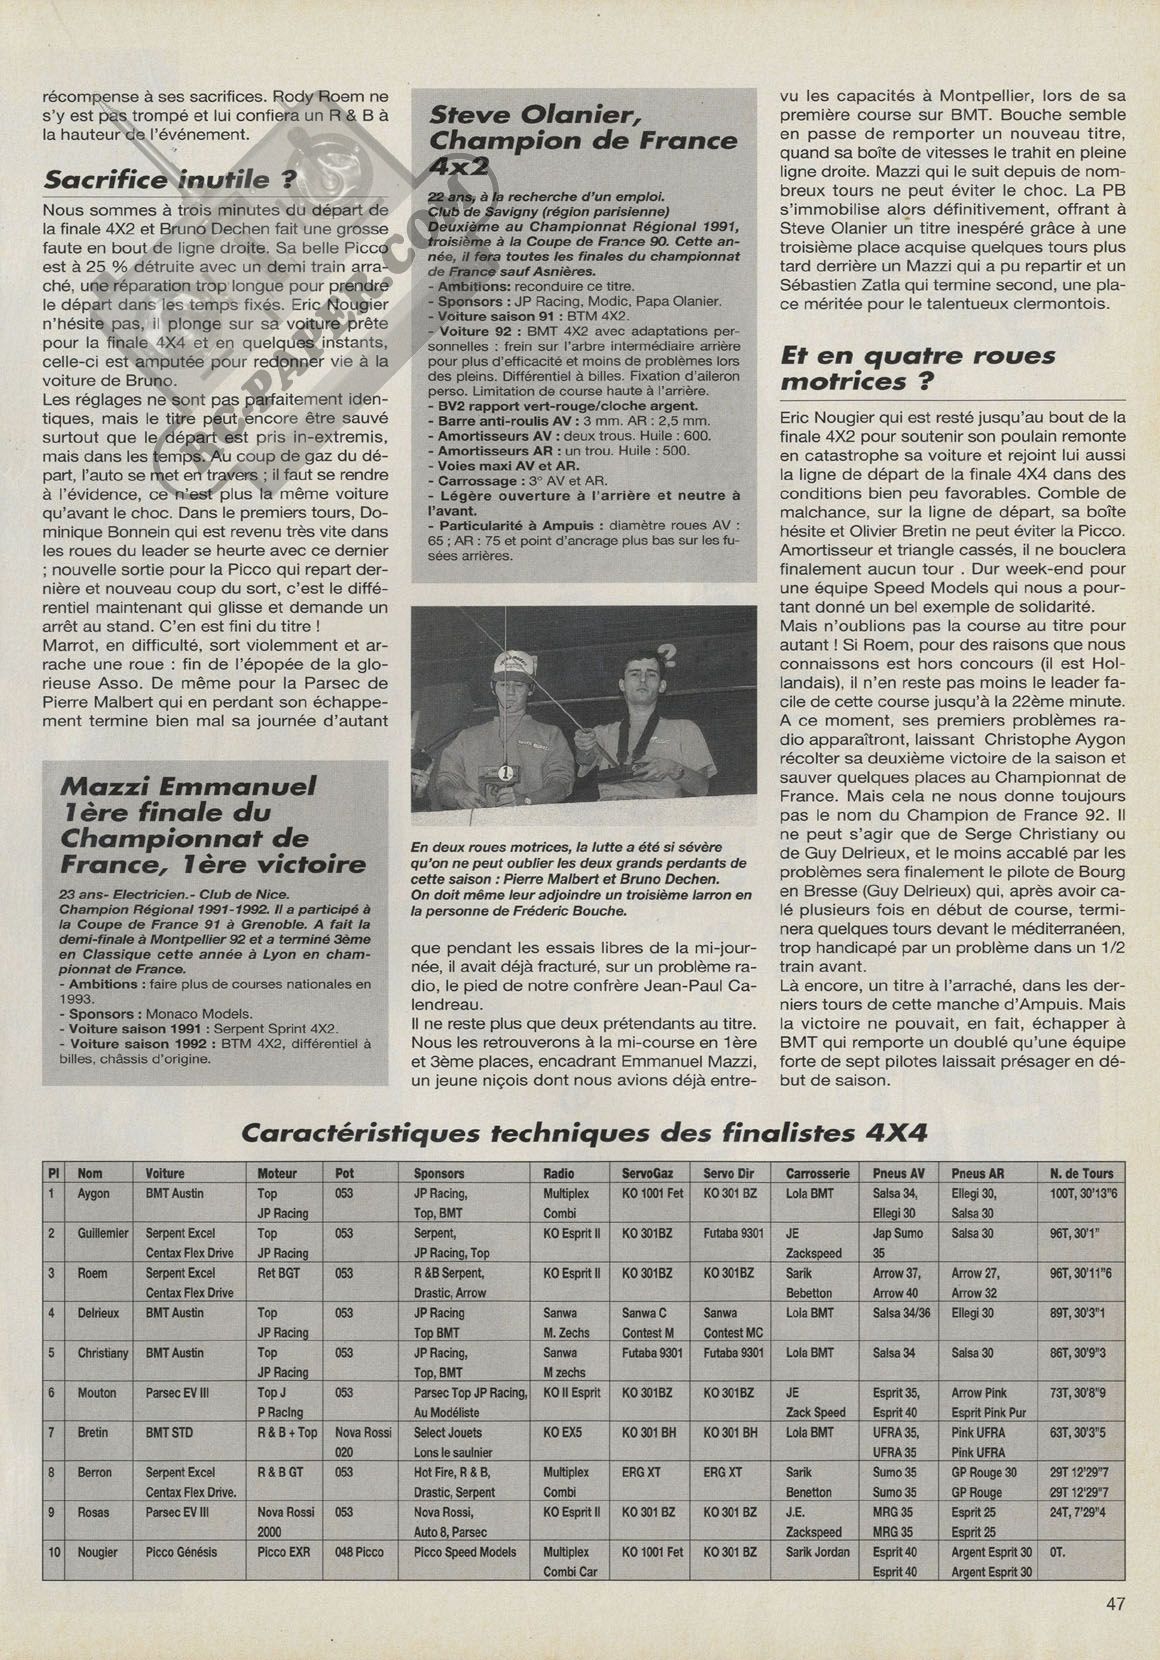 récompense à ses sacrifices. Rody Roem ne
s'y est pas trompé et lui confiera un R & B à
la hauteur de l'événement.
Sacrifice inutile ?
Nous sommes à trois minutes du départ de
la finale 4X2 et Bruno Dechen fait une grosse
faute en bout de ligne droite. Sa belle Picco
est à 25 % détruite avec un demi train arra-
ché, une réparation trop longue pour prendre
le départ dans les temps fixés. Eric Nougier
n'hésite pas, il plonge sur sa voiture prête
pour la finale 4X4 et en quelques instants,
celle-ci est amputée pour redonner vie à la
voiture de Bruno.
Les réglages ne sont pas parfaitement iden-
tiques, mais le titre peut encore être sauvé
surtout que le départ est pris in-extremis,
mais dans les temps. Au coup de gaz du dé-
part, l'auto se met en travers ; il faut se rendre
à l'évidence, ce n'est plus la même voiture
qu'avant le choc. Dans le premiers tours, Do-
minique Bonnein qui est revenu très vite dans
les roues du leader se heurte avec ce dernier
; nouvelle sortie pour la Picco qui repart der-
nière et nouveau coup du sort, c'est le diffé-
rentiel maintenant qui glisse et demande un
arrêt au stand. C'en est fini du titre !
Marrot, en difficulté, sort violemment et ar-
rache une roue : fin de l'épopée de la glo-
rieuse Asso. De même pour la Parsec de
Pierre Malbert qui en perdant son échappe-
ment termine bien mal sa journée d'autant
Mazzi Emmanuel
1ère finale du
Championnat de
France, 1ère victoire
23 ans- Electricien.- Club de Nice.
Champion Régional 1991-1992. Il a participé à
la Coupe de France 91 à Grenoble. A fait la
demi-finale à Montpellier 92 et a terminé 3ème
en Classique cette année à Lyon en cham-
pionnat de France.
- Ambitions : faire plus de courses nationales en
1993.
- Sponsors : Monaco Models.
- Voiture saison 1991 : Serpent Sprint 4X2.
- Voiture saison 1992 : BTM 4X2, différentiel à
billes, châssis d'origine.
Steve Olanier,
Champion de France
4x2
22 ans, à la recherche d'un emploi.
Club de Savigny (région parisienne)
Deuxième au Championnat Régional 1991,
troisième à la Coupe de France 90. Cette an-
née, il fera toutes les finales du championnat
de France sauf Asnières.
- Ambitions: reconduire ce titre.
- Sponsors : JP Racing, Modic, Papa Olanier.
- Voiture saison 91 : BTM 4X2.
- Voiture 92 : BMT 4X2 avec adaptations per-
sonnelles : frein sur l'arbre intermédiaire arrière
pour plus d'efficacité et moins de problèmes lors
des pleins. Différentiel à billes. Fixation d'aileron
perso. Limitation de course haute à l'arrière.
- BV2 rapport vert-rouge/cloche argent.
- Barre anti-roulis AV : 3 mm. AR : 2,5 mm.
- Amortisseurs AV : deux trous. Huile : 600.
- Amortisseurs AR : un trou. Huile : 500.
- Voies maxi AV et AR.
- Carrossage : 3° AV et AR.
- Légère ouverture à l'arrière et neutre à
l'avant.
- Particularité à Ampuis : diamètre roues AV :
65 ; AR : 75 et point d'ancrage plus bas sur les fu-
sées arrières.
2
1
En deux roues motrices, la lutte a été si sévère
qu'on ne peut oublier les deux grands perdants de
cette saison : Pierre Malbert et Bruno Dechen.
On doit même leur adjoindre un troisième larron en
la personne de Fréderic Bouche.
que pendant les essais libres de la mi-jour-
née, il avait déjà fracturé, sur un problème ra-
dio, le pied de notre confrère Jean-Paul Ca-
lendreau.
Il ne reste plus que deux prétendants au titre.
Nous les retrouverons à la mi-course en 1ère
et 3ème places, encadrant Emmanuel Mazzi,
un jeune niçois dont nous avions déjà entre-
vu les capacités à Montpellier, lors de sa
première course sur BMT. Bouche semble
en passe de remporter un nouveau titre,
quand sa boîte de vitesses le trahit en pleine
ligne droite. Mazzi qui le suit depuis de nom-
breux tours ne peut éviter le choc. La PB
s'immobilise alors définitivement, offrant à
Steve Olanier un titre inespéré grâce à une
troisième place acquise quelques tours plus
tard derrière un Mazzi qui a pu repartir et un
Sébastien Zatla qui termine second, une pla-
ce méritée pour le talentueux clermontois.
Et en quatre roues
motrices ?
Eric Nougier qui est resté jusqu'au bout de la
finale 4X2 pour soutenir son poulain remonte
en catastrophe sa voiture et rejoint lui aussi
la ligne de départ de la finale 4X4 dans des
conditions bien peu favorables. Comble de
malchance, sur la ligne de départ, sa boîte
hésite et Olivier Bretin ne peut éviter la Picco.
Amortisseur et triangle cassés, il ne bouclera
finalement aucun tour . Dur week-end pour
une équipe Speed Models qui nous a pour-
tant donné un bel exemple de solidarité.
Mais n'oublions pas la course au titre pour
autant ! Si Roem, pour des raisons que nous
connaissons est hors concours (il est Hol-
landais), il n'en reste pas moins le leader fa-
cile de cette course jusqu'à la 22ème minute.
A ce moment, ses premiers problèmes ra-
dio apparaîtront, laissant Christophe Aygon
récolter sa deuxième victoire de la saison et
sauver quelques places au Championnat de
France. Mais cela ne nous donne toujours
pas le nom du Champion de France 92. Il
ne peut s'agir que de Serge Christiany ou
de Guy Delrieux, et le moins accablé par les
problèmes sera finalement le pilote de Bourg
en Bresse (Guy Delrieux) qui, après avoir ca-
lé plusieurs fois en début de course, termi-
nera quelques tours devant le méditerranéen,
trop handicapé par un problème dans un 1/2
train avant.
Là encore, un titre à l'arraché, dans les der-
niers tours de cette manche d'Ampuis. Mais
la victoire ne pouvait, en fait, échapper à
BMT qui remporte un doublé qu'une équipe
forte de sept pilotes laissait présager en dé-
but de saison.
Caractéristiques techniques des finalistes 4X4
Pl Nom Voiture Moteur Pot Sponsors Radio ServoGaz Servo Dir Carrosserie Pneus AV Pneus AR N. de Tours
1 Aygon BMT Austin Top 053 JP Racing, Multiplex KO 1001 Fet KO 301 BZ Lola BMT Salsa 34, Ellegi 30, 100T, 30'13"6
JP Racing Top, BMT Combi Ellegi 30 Salsa 30
2 Guillemier Serpent Excel Top 053 Serpent, KO Esprit II KO 301BZ Futaba 9301 JE Jap Sumo Salsa 30 96T, 30'1"
Centax Flex Drive JP Racing JP Racing, Top Zackspeed 35
3 Roem Serpent Excel Ret BGT 053 R &B Serpent, KO Esprit II KO 301BZ KO 301BZ Sarik Arrow 37, Arrow 27, 96T, 30'11"6
Centax Flex Drive Drastic, Arrow Bebetton Arrow 40 Arrow 32
4 Delrieux BMT Austin Top 053 JP Racing Sanwa Sanwa C Sanwa Lola BMT Salsa 34/36 Ellegi 30 89T, 30'3"1
JP Racing Top BMT M. Zechs Contest M Contest MC
5 Christiany BMT Austin Top 053 JP Racing, Sanwa Futaba 9301 Futaba 9301 Lola BMT Salsa 34 Salsa 30 86T, 30'9"3
JP Racing Top, BMT M zechs
6 Mouton Parsec EV III Top J 053 Parsec Top JP Racing, KO II Esprit KO 301BZ KO 301BZ JE Esprit 35, Arrow Pink 73T, 30'8"9
P RacIng Au Modéliste Zack Speed Esprit 40 Esprit Pink Pur
7 Bretin BMT STD R & B + Top Nova Rossi Select Jouets KO EX5 KO 301 BH KO 301 BH Lola BMT UFRA 35, Pink UFRA 63T, 30'3"5
020 Lons le saulnier UFRA 35 Pink UFRA
8 Berron Serpent Excel R & B GT 053 Hot Fire, R & B, Multiplex ERG XT ERG XT Sarik Sumo 35 GP Rouge 30 29T 12'29"7
Centax Flex Drive. Drastic, Serpent Combi Benetton Sumo 35 GP Rouge 29T 12'29"7
9 Rosas Parsec EV III Nova Rossi 053 Nova Rossi, KO Esprit II KO 301 BZ KO 301 BZ J.E. MRG 35 Esprit 25 24T, 7'29"4
2000 Auto 8, Parsec Zackspeed MRG 35 Esprit 25
10 Nougier Picco Génésis Picco EXR 048 Picco Picco Speed Models Multiplex KO 1001 Fet KO 301 BZ Sarik Jordan Esprit 40 Argent Esprit 30 0T.
Combi Car Esprit 40 Argent Esprit 30
47
RC-PAPER.COM